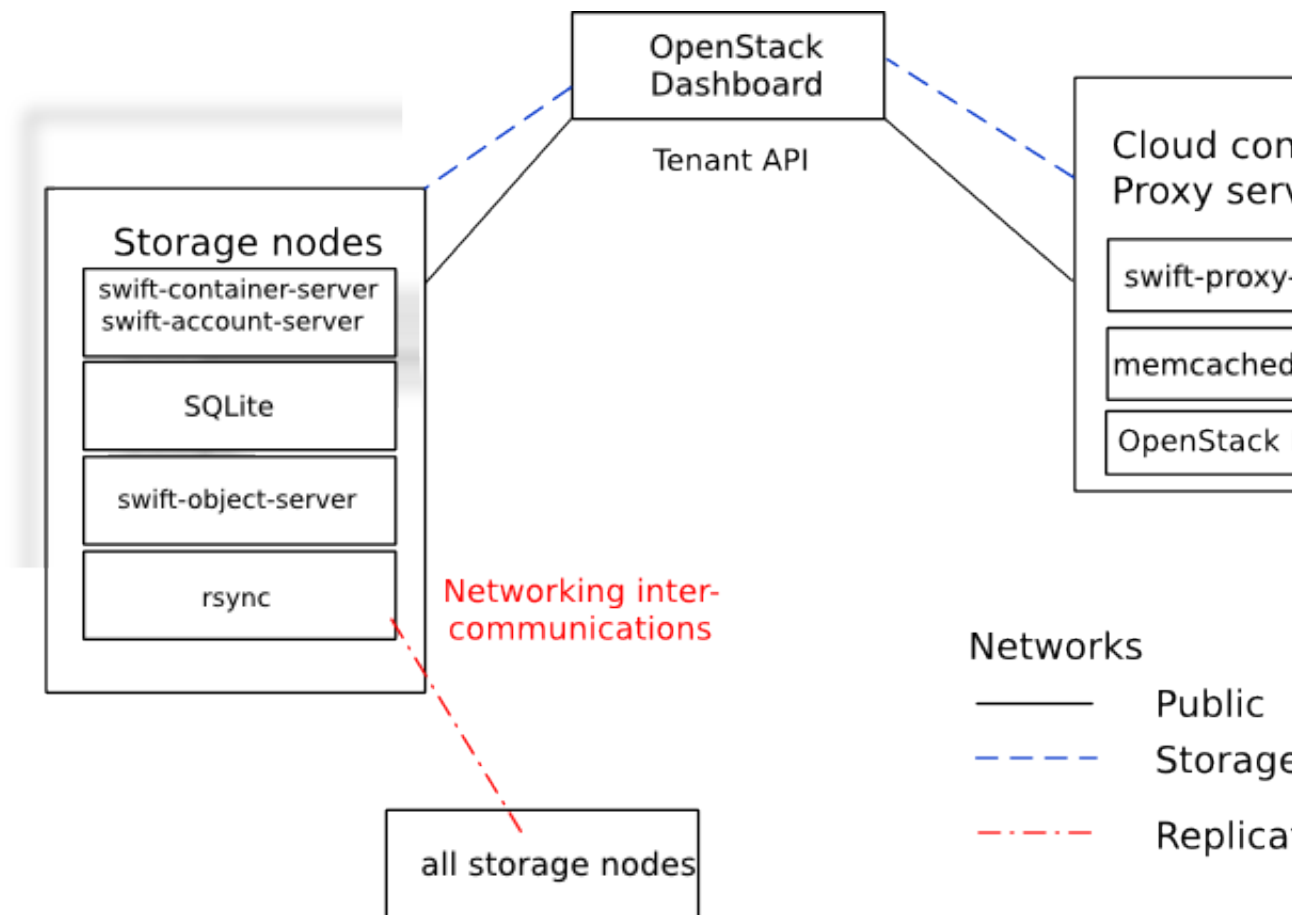 OpenStack
Dashboard
Tenant API
Storage nodes
swift-container-server
swift-account-server
SQLite
swift-object-server
rsync
Networking inter-
communications
all storage nodes
Cloud con
Proxy serv
swift-proxy-
memcached
OpenStack
Networks
Public
Storage
Replicat